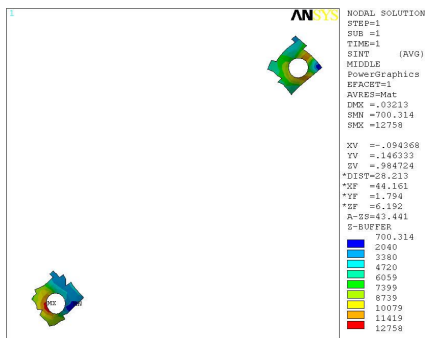 1
ANSYS
NODAL SOLUTION
STEP=1
SUB =1
TIME=1
SINT (AVG)
MIDDLE
PowerGraphics
EFACET=1
AVRES=Mat
DMX =.03213
SMN =700.314
SMX =12758
XV =-.094368
YV =.146333
ZV =.984724
*DIST=28.213
*XF =44.161
*YF =1.794
*ZF =6.192
A-ZS=43.441
Z-BUFFER
700.314
2040
3380
4720
6059
7399
8739
10079
11419
12758
MX